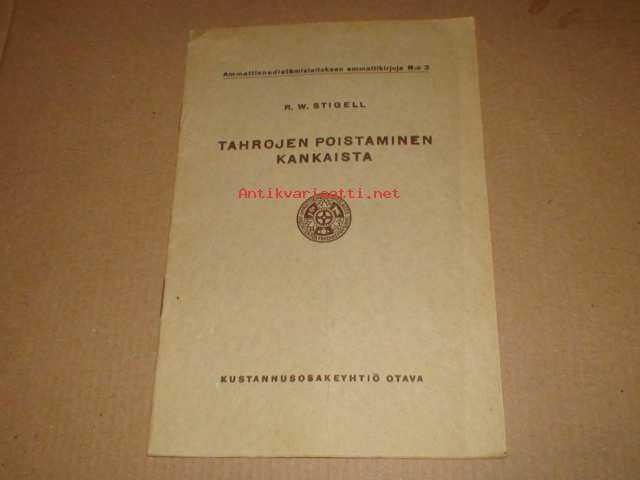 Ammattienedistämislaitoksen ammattikirjoja N:o 3
R. W. STIGELL
TAHROJEN POISTAMINEN
KANKAISTA
Antikvariaatti.net
KUSTANNUSOSAKEYHTIÖ OTAVA